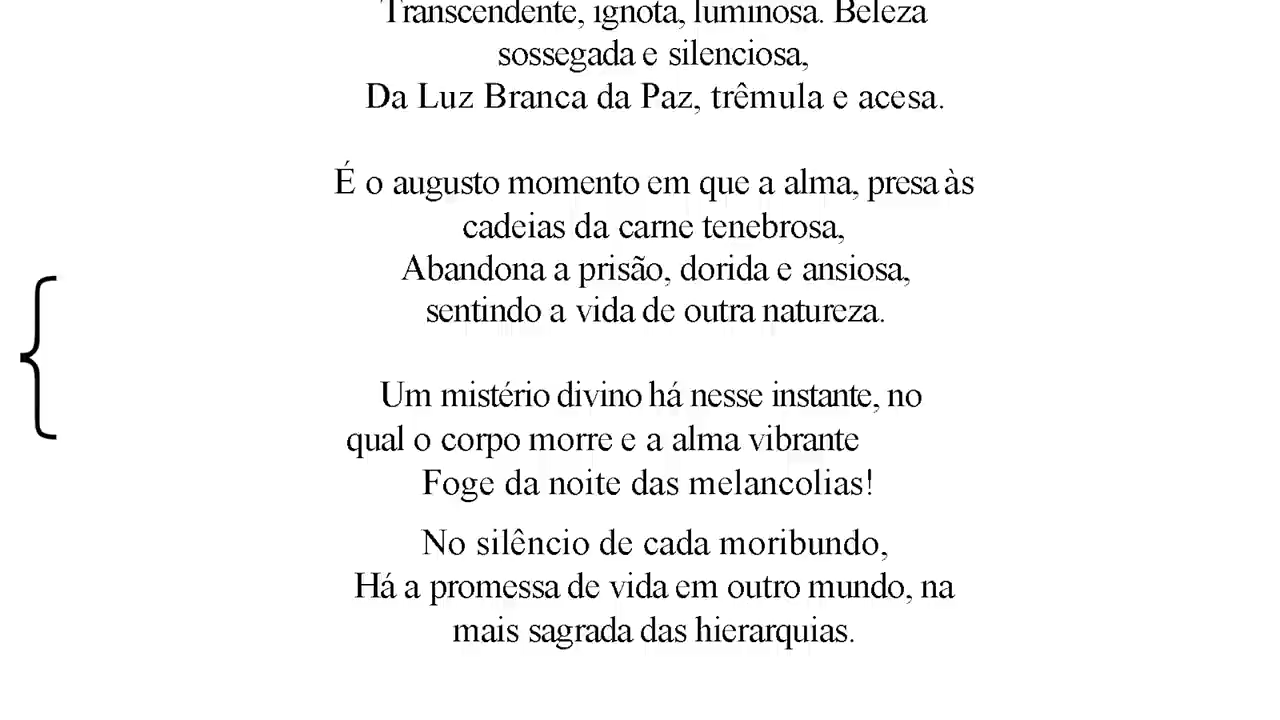 Transcendente, ignota, luminosa. Beleza
sossegada e silenciosa,
Da Luz Branca da Paz, trêmula e acesa.
É o augusto momento em que a alma, presa às
cadeias da carne tenebrosa,
Abandona a prisão, dorida e ansiosa,
sentindo a vida de outra natureza.
Um mistério divino há nesse instante, no
qual o corpo morre e a alma vibrante
Foge da noite das melancolias!
No silêncio de cada moribundo,
Há a promessa de vida em outro mundo, na
mais sagrada das hierarquias.